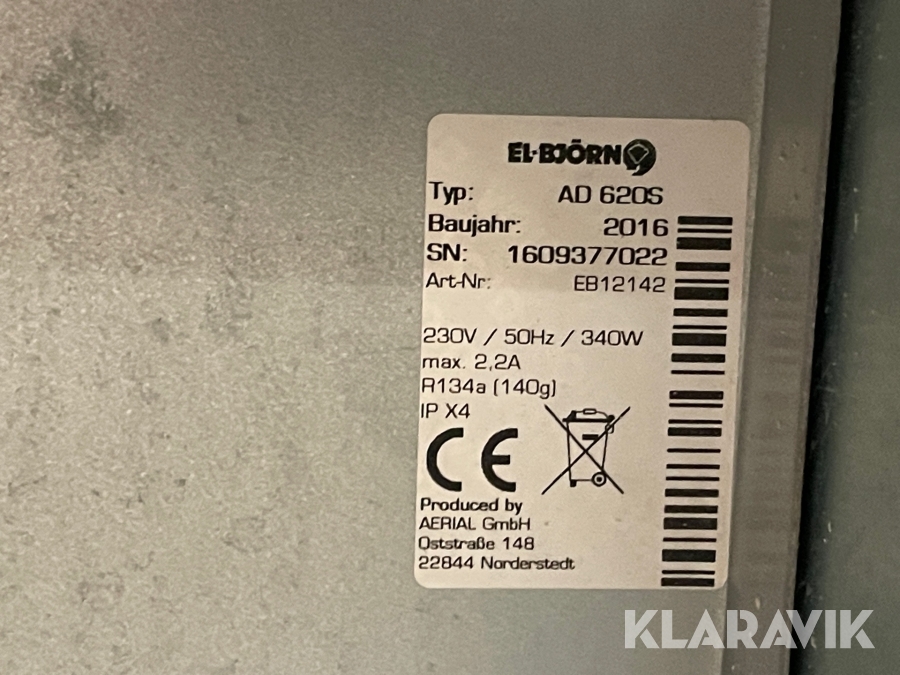 EL-BJÖRN
Typ: AD 620S
Baujahr: 2016
SN: 1609377022
Art-Nr: EB12142
230V / 50Hz / 340W
max. 2,2A
R134a (140g)
IP X4
CE
Produced by
AERIAL GmbH
Oststraße 148
22844 Norderstedt
KLARAVIK